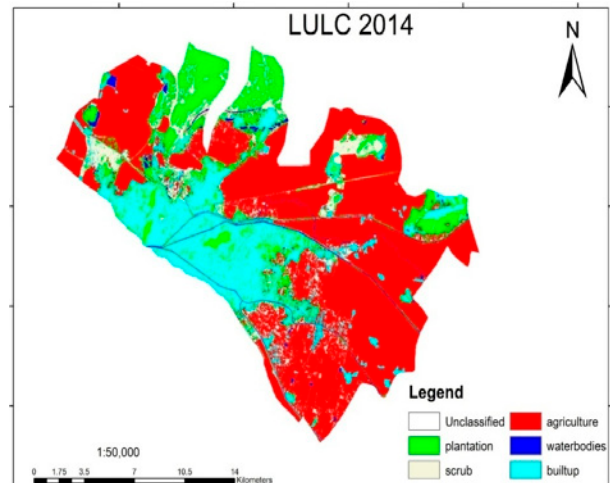 LULC 2014
N
Legend
Unclassified
agriculture
plantation
waterbodies
scrub
builtup
1:50,000
0 1.75 3.5 7 10.5 14
Kilometers